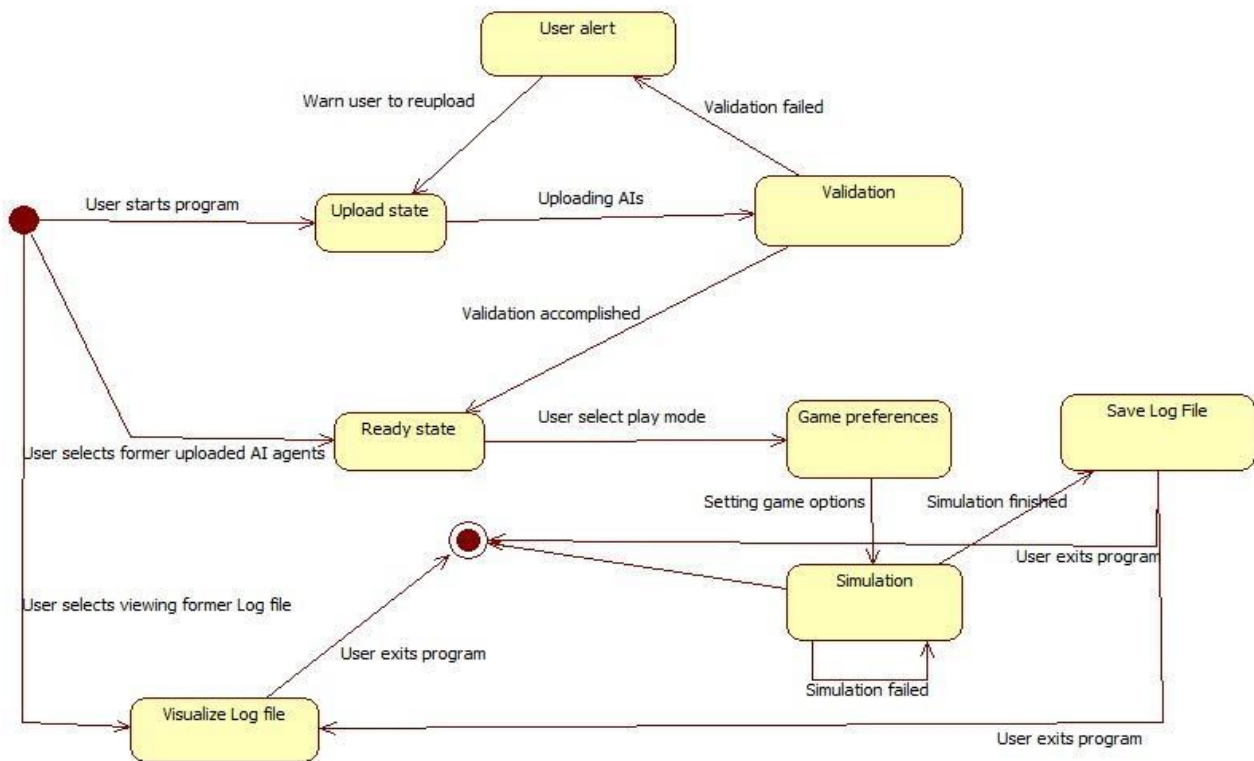 User alert
Warn user to reupload
Validation failed
Validation
User starts program
Upload state
Uploading AIs
Validation accomplished
User selects former uploaded AI agents
Ready state
User select play mode
Game preferences
Save Log File
Setting game options
Simulation finished
User exits program
Simulation
User selects viewing former Log file
User exits program
Simulation failed
Visualize Log file
User exits program